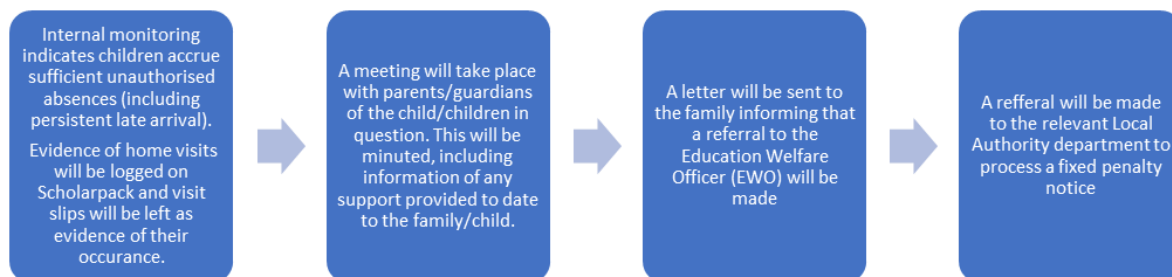 Internal monitoring
indicates children accrue
sufficient unauthorised
absences (including
persistent late arrival).
Evidence of home visits
will be logged on
Scholarpack and visit
slips will be left as
evidence of their
occurance.
A meeting will take place
with parents/guardians
of the child/children in
question. This will be
minuted, including
information of any
support provided to date
to the family/child.
A letter will be sent to
the family informing that
a referral to the
Education Welfare
Officer (EWO) will be
made
A refferal will be made
to the relevant Local
Authority department to
process a fixed penalty
notice